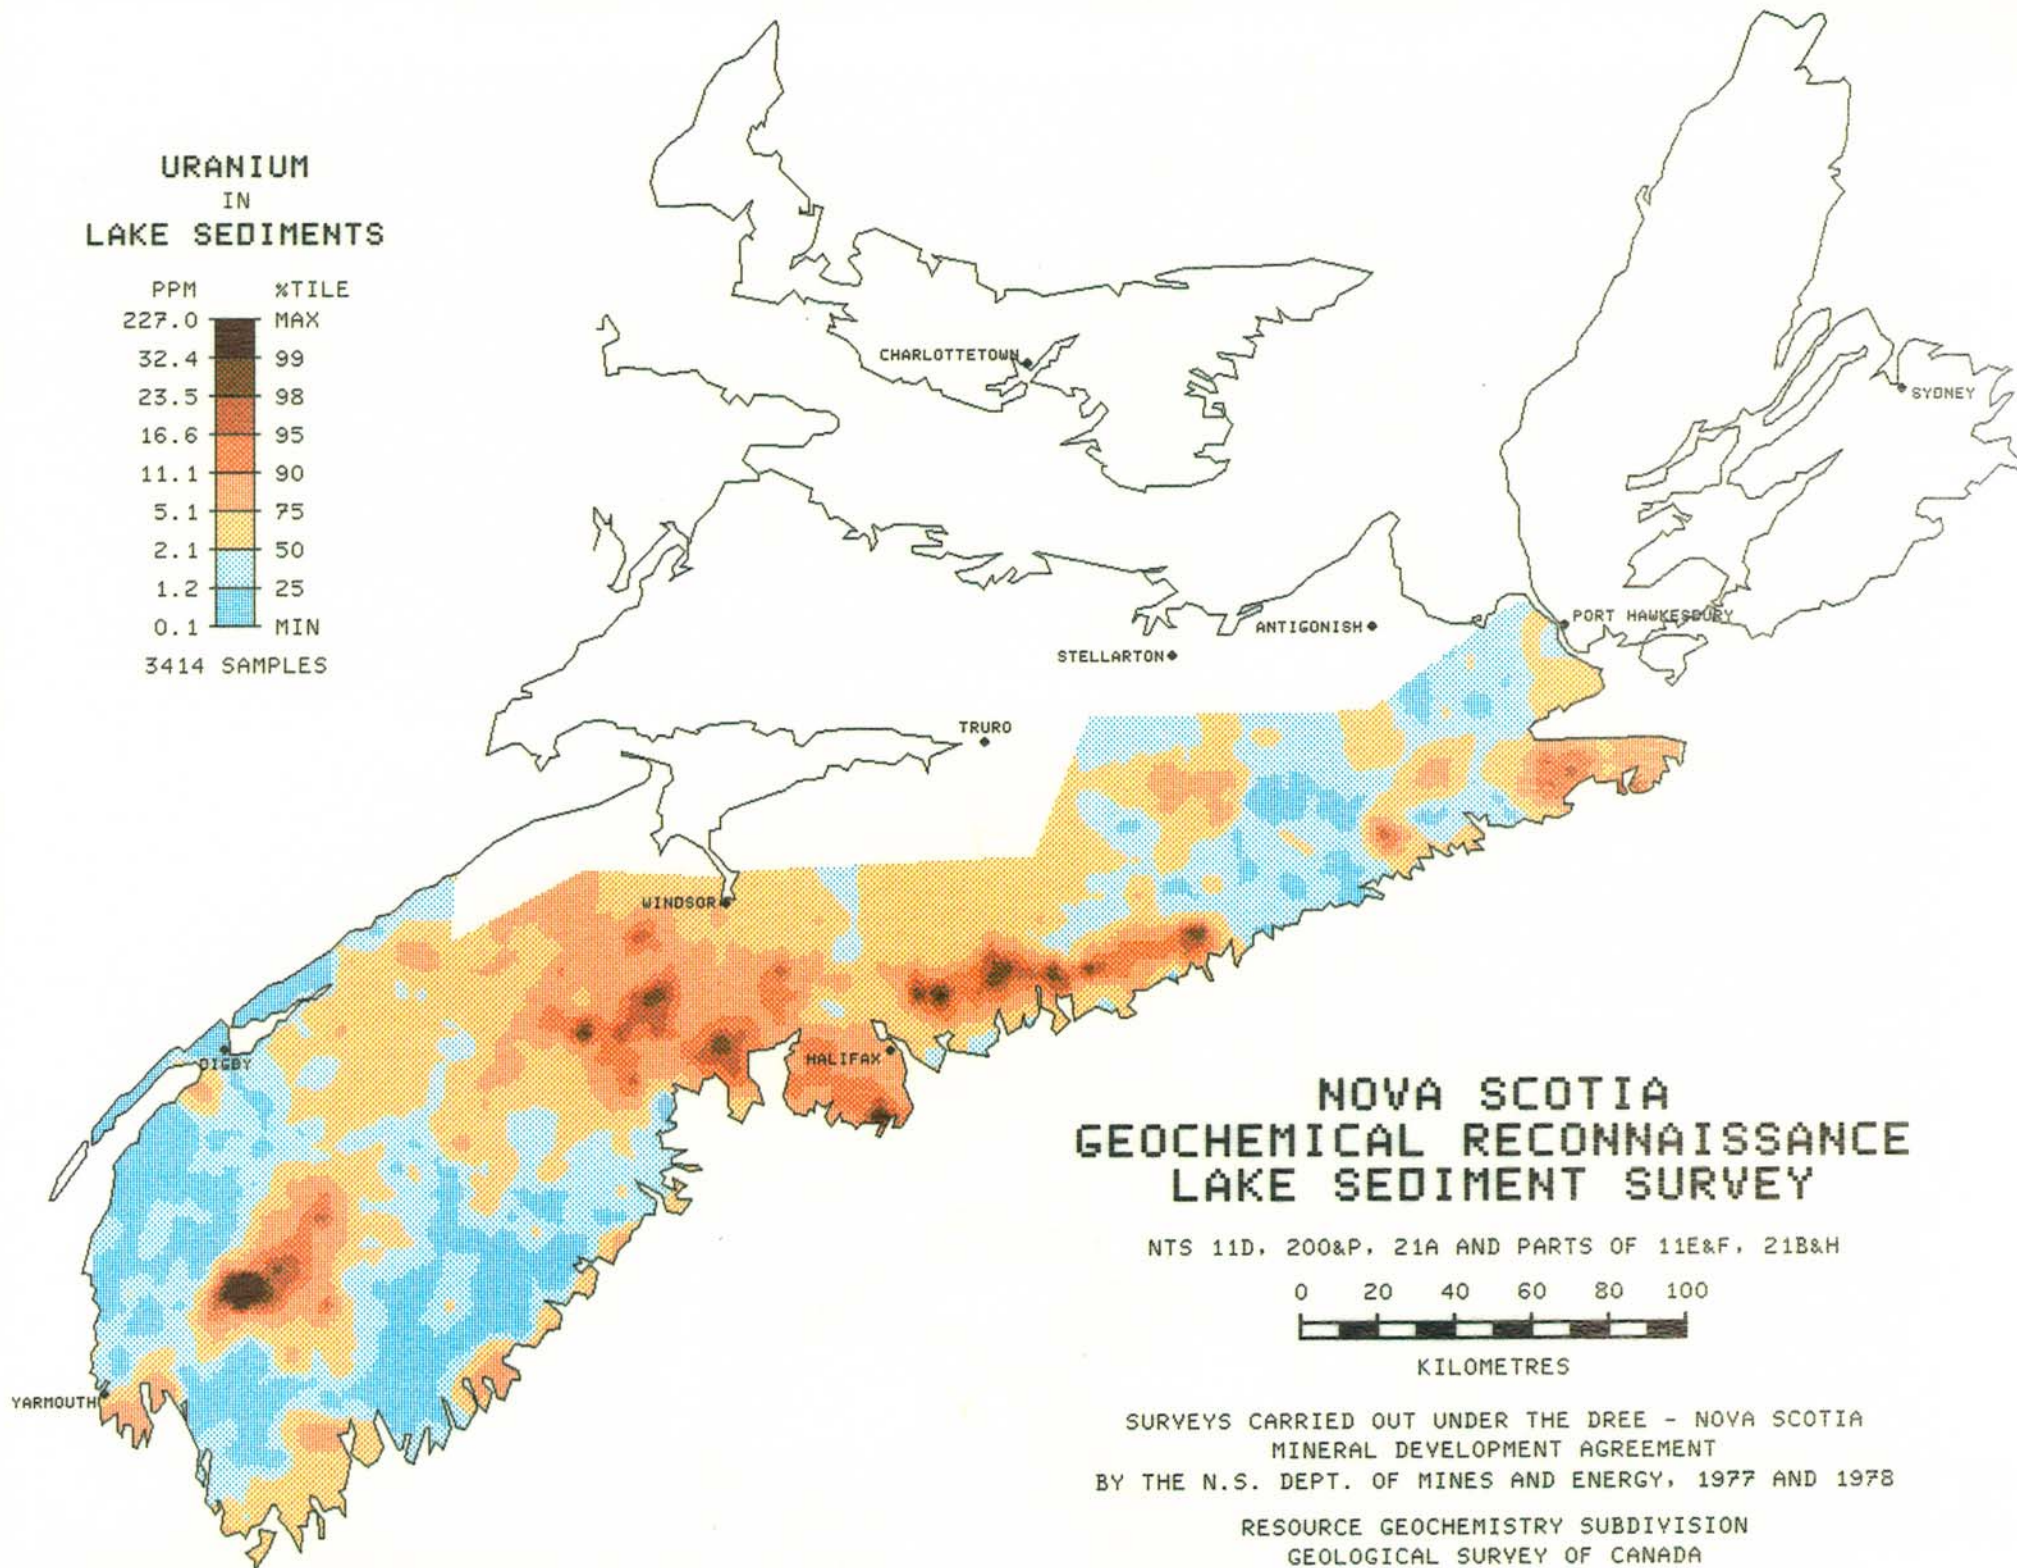 URANIUM
IN
LAKE SEDIMENTS
PPM %TILE
227.0 MAX
32.4 99
23.5 98
16.6 95
11.1 90
5.1 75
2.1 50
1.2 25
0.1 MIN
3414 SAMPLES
CHARLOTTETOWN
SYDNEY
PORT HAWKESBURY
ANTIGONISH
STELLARTON
TRURO
WINDSOR
HALIFAX
DIGBY
YARMOUTH
NOVA SCOTIA
GEOCHEMICAL RECONNAISSANCE
LAKE SEDIMENT SURVEY
NTS 11D, 20O&P, 21A AND PARTS OF 11E&F, 21B&H
0 20 40 60 80 100
KILOMETRES
SURVEYS CARRIED OUT UNDER THE DREE - NOVA SCOTIA
MINERAL DEVELOPMENT AGREEMENT
BY THE N.S. DEPT. OF MINES AND ENERGY, 1977 AND 1978
RESOURCE GEOCHEMISTRY SUBDIVISION
GEOLOGICAL SURVEY OF CANADA